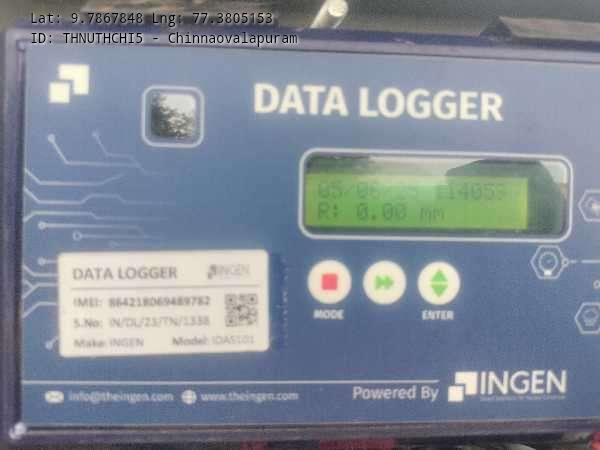 Lat: 9.7867848 Lng: 77.3805153
ID: THNUTHCHI5 - Chinnaovalapuram
DATA LOGGER
R: 0.00 mm
DATA LOGGER
INGEN
IMEI: 864218069489782
S.No: IN/DL/23/TN/1338
Make: INGEN Model: IDAS101
MODE
ENTER
info@theingen.com www.theingen.com
Powered By INGEN